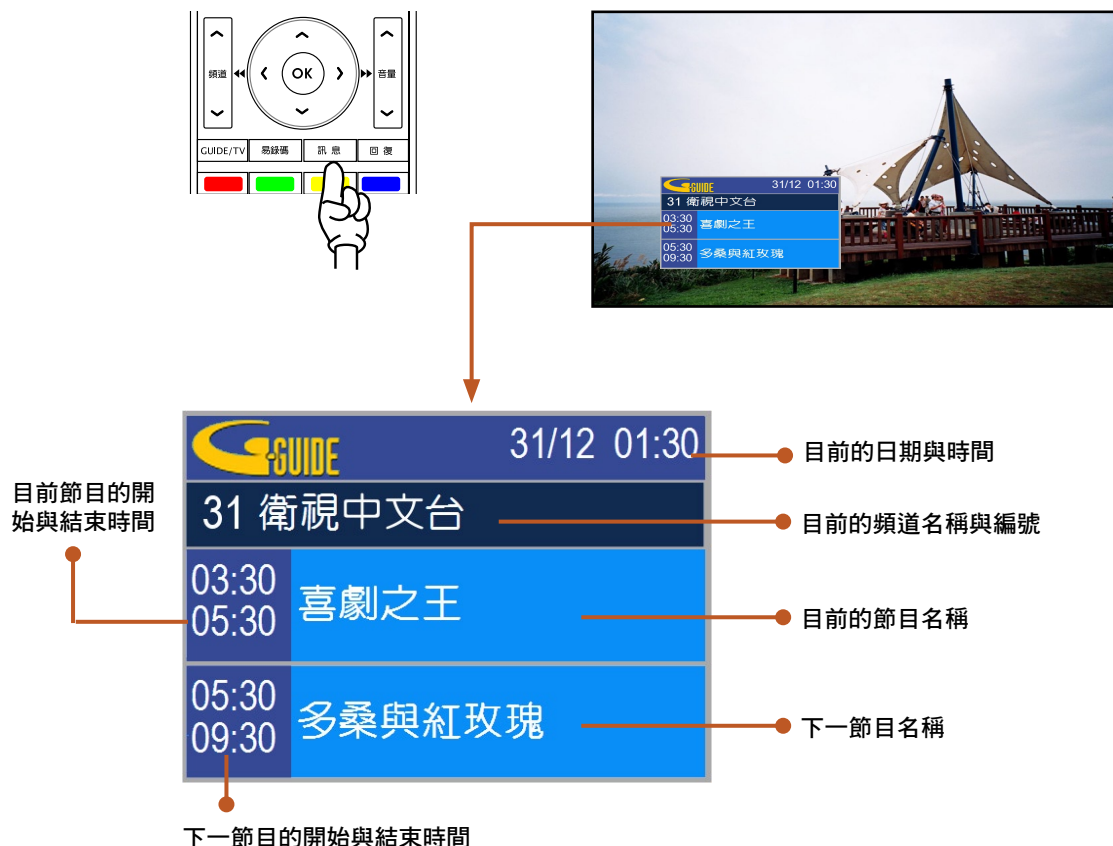 頻道
OK
音量
GUIDE/TV
易錄碼
訊 息
回 復
G-GUIDE
31/12 01:30
31 衛視中文台
03:30
05:30
喜劇之王
05:30
09:30
多桑與紅玫瑰
G-GUIDE
31/12 01:30
31 衛視中文台
03:30
05:30
喜劇之王
05:30
09:30
多桑與紅玫瑰
目前節目的開
始與結束時間
目前的日期與時間
目前的頻道名稱與編號
目前的節目名稱
下一節目名稱
下一節目的開始與結束時間